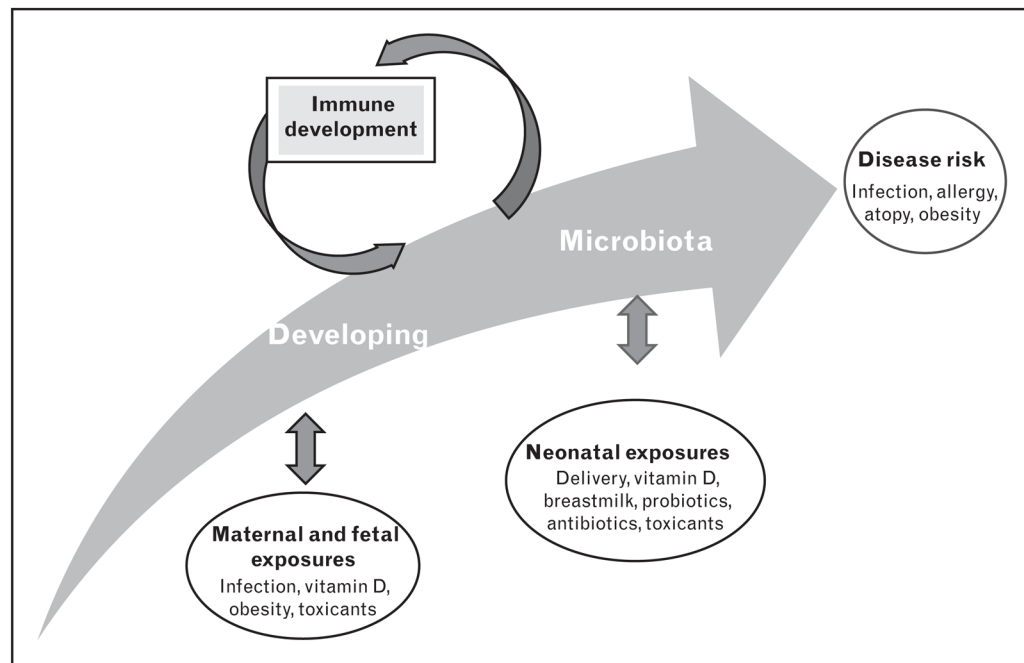 Immune
development
Disease risk
Infection, allergy,
atopy, obesity
Microbiota
Developing
Neonatal exposures
Delivery, vitamin D,
breastmilk, probiotics,
antibiotics, toxicants
Maternal and fetal
exposures
Infection, vitamin D,
obesity, toxicants